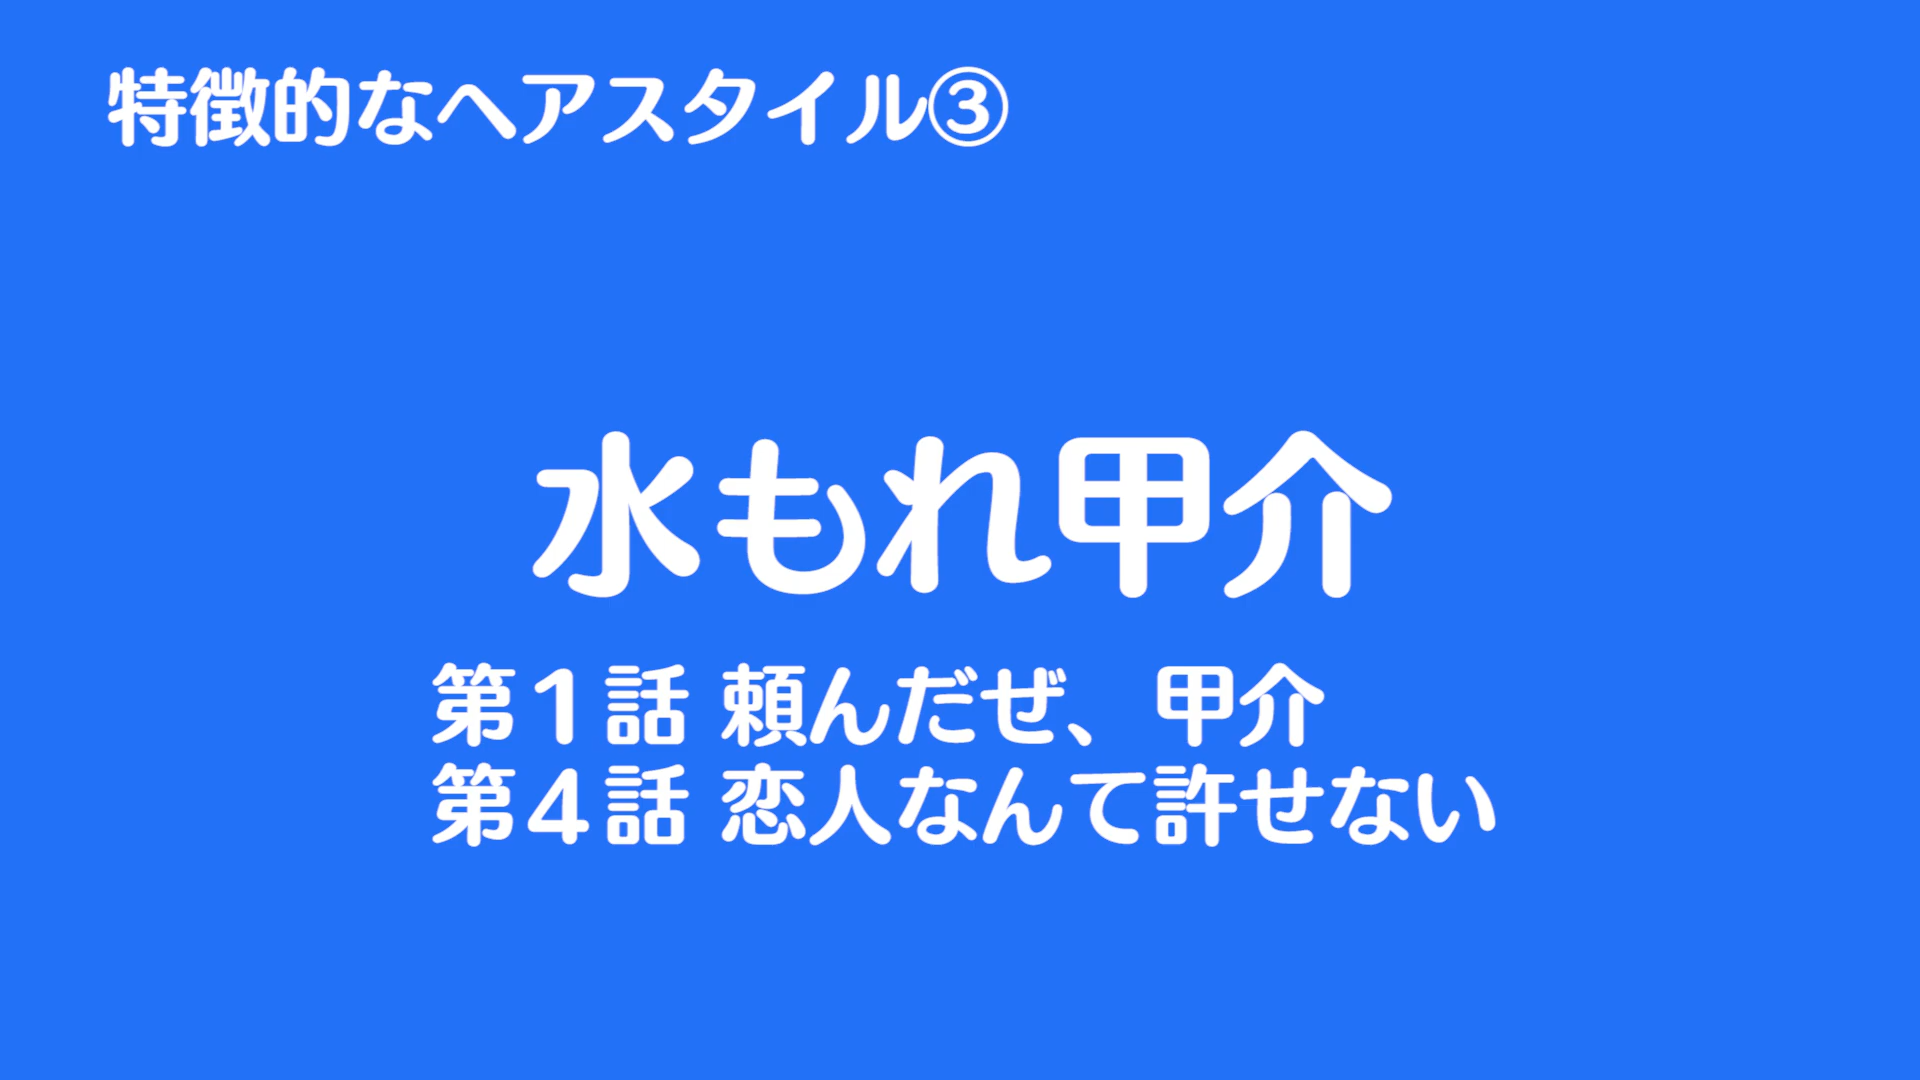 特徴的なヘアスタイル③
水もれ甲介
第１話 頼んだぜ、甲介
第４話 恋人なんて許せない